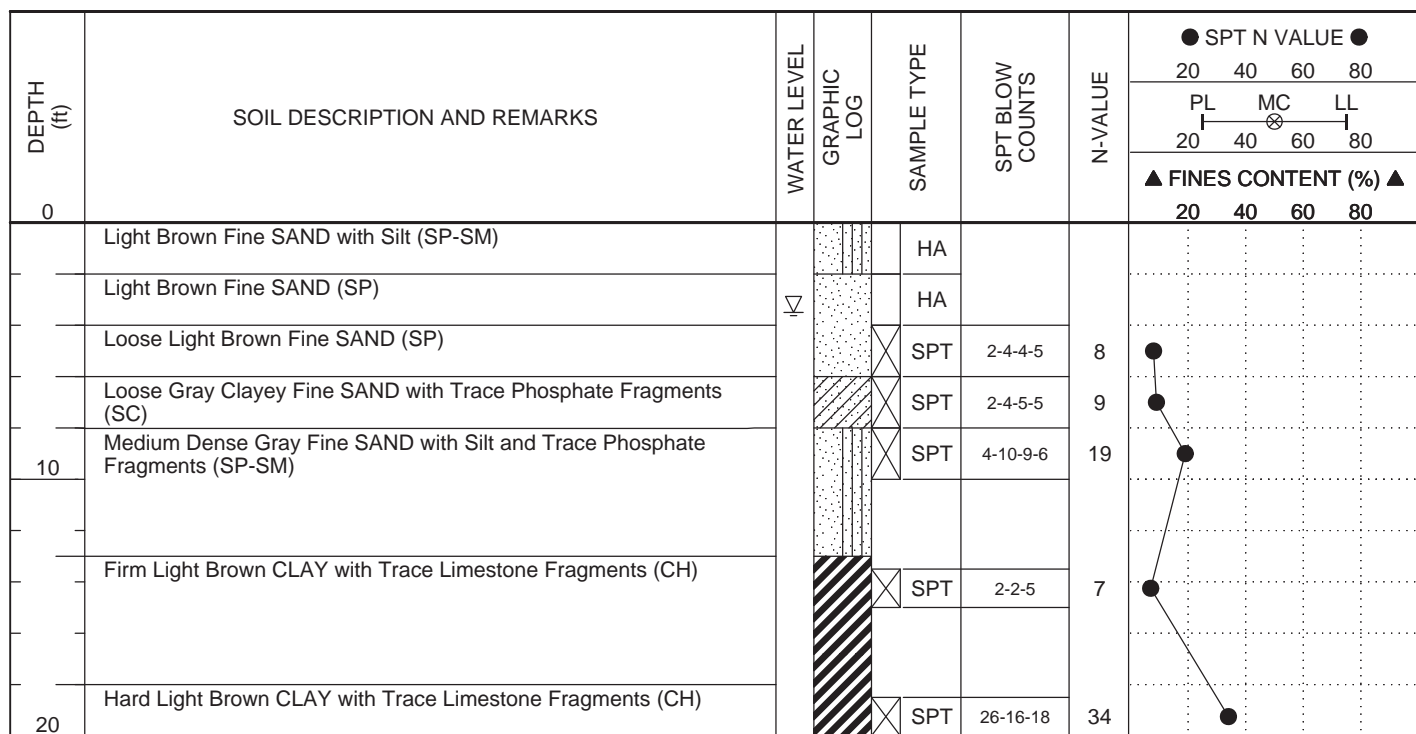 DEPTH
(ft)
SOIL DESCRIPTION AND REMARKS
WATER LEVEL
GRAPHIC
LOG
SAMPLE TYPE
SPT BLOW
COUNTS
N-VALUE
SPT N VALUE
20 40 60 80
PL MC LL
20 40 60 80
FINES CONTENT (%)
20 40 60 80
0
Light Brown Fine SAND with Silt (SP-SM)
HA
Light Brown Fine SAND (SP)
HA
Loose Light Brown Fine SAND (SP)
SPT 2-4-4-5 8
Loose Gray Clayey Fine SAND with Trace Phosphate Fragments
(SC)
SPT 2-4-5-5 9
Medium Dense Gray Fine SAND with Silt and Trace Phosphate
Fragments (SP-SM)
SPT 4-10-9-6 19
10
Firm Light Brown CLAY with Trace Limestone Fragments (CH)
SPT 2-2-5 7
Hard Light Brown CLAY with Trace Limestone Fragments (CH)
SPT 26-16-18 34
20